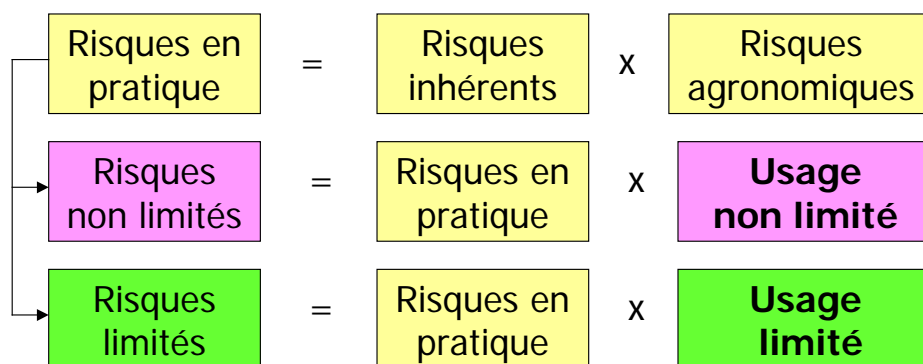 Risques en pratique = Risques inhérents x Risques agronomiques
Risques non limités = Risques en pratique x Usage non limité
Risques limités = Risques en pratique x Usage limité